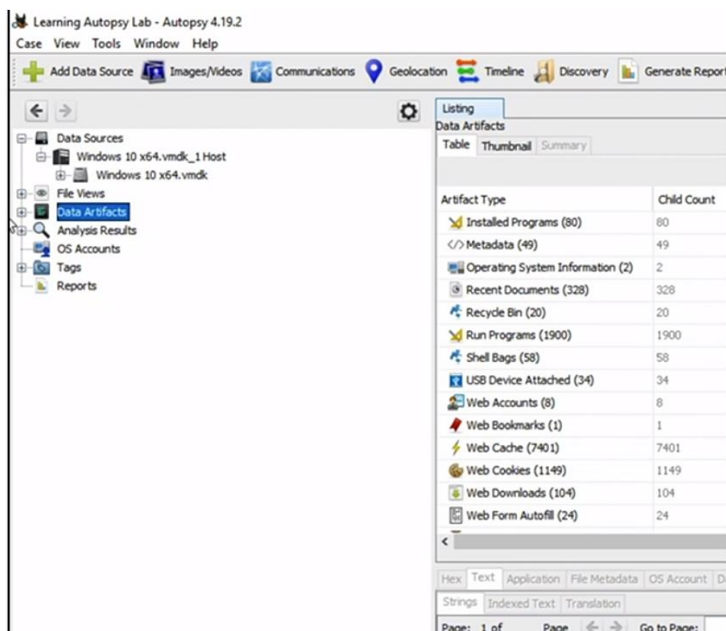 Learning Autopsy Lab - Autopsy 4.19.2
Case View Tools Window Help
Add Data Source Images/Videos Communications Geolocation Timeline Discovery Generate Report
Data Sources
Windows 10 x64.vmdk_1 Host
Windows 10 x64.vmdk
File Views
Data Artifacts
Analysis Results
OS Accounts
Tags
Reports
Listing
Data Artifacts
Table Thumbnail Summary
Artifact Type Child Count
Installed Programs (80) 80
Metadata (49) 49
Operating System Information (2) 2
Recent Documents (328) 328
Recycle Bin (20) 20
Run Programs (1900) 1900
Shell Bags (58) 58
USB Device Attached (34) 34
Web Accounts (8) 8
Web Bookmarks (1) 1
Web Cache (7401) 7401
Web Cookies (1149) 1149
Web Downloads (104) 104
Web Form Autofill (24) 24
Hex Text Application File Metadata OS Account D
Strings Indexed Text Translation
Page: 1 of Page Go to Page: